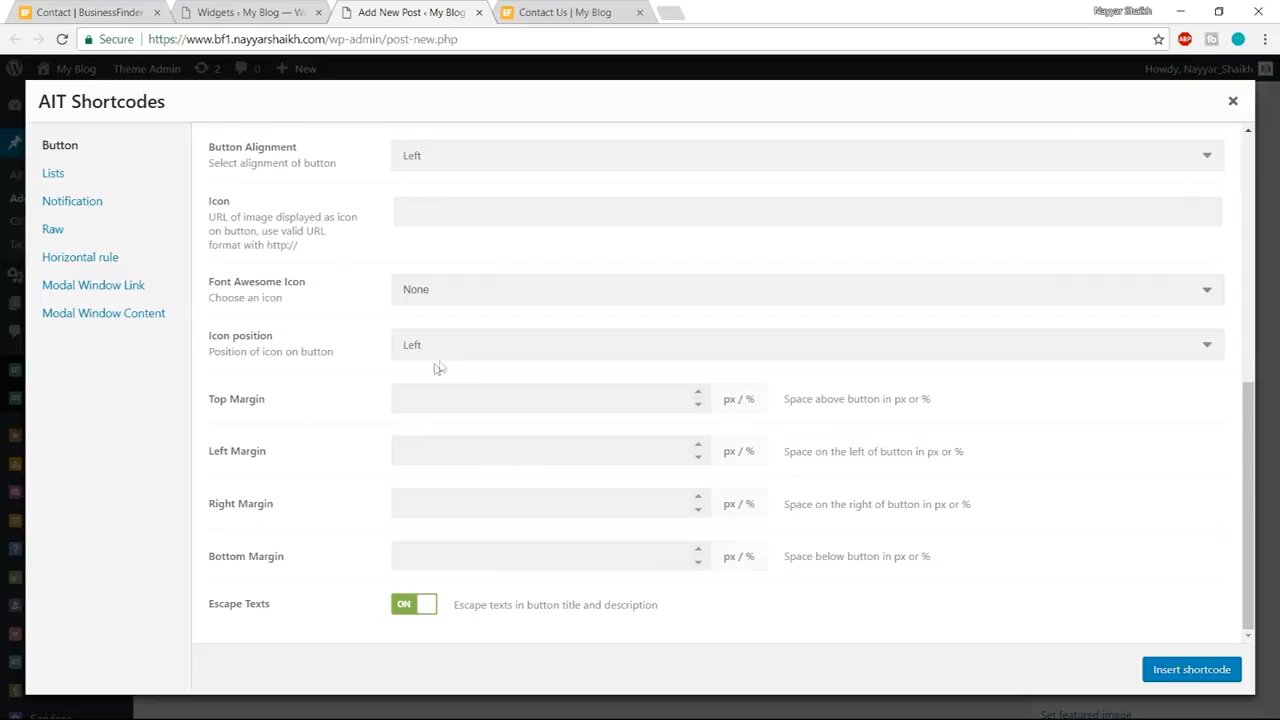 Contact | BusinessFinder
Widgets ‹ My Blog — W
Add New Post ‹ My Blog
Contact Us | My Blog
Nayyar Shaikh
Secure
https://www.bf1.nayyarshaikh.com/wp-admin/post-new.php
My Blog
Theme Admin
2
0
New
Howdy, Nayyar_Shaikh
AIT Shortcodes
Button
Lists
Notification
Raw
Horizontal rule
Modal Window Link
Modal Window Content
Button Alignment
Select alignment of button
Left
Icon
URL of image displayed as icon
on button, use valid URL
format with http://
Font Awesome Icon
Choose an icon
None
Icon position
Position of icon on button
Left
Top Margin
px / %
Space above button in px or %
Left Margin
px / %
Space on the left of button in px or %
Right Margin
px / %
Space on the right of button in px or %
Bottom Margin
px / %
Space below button in px or %
Escape Texts
ON
Escape texts in button title and description
Insert shortcode
Set featured image